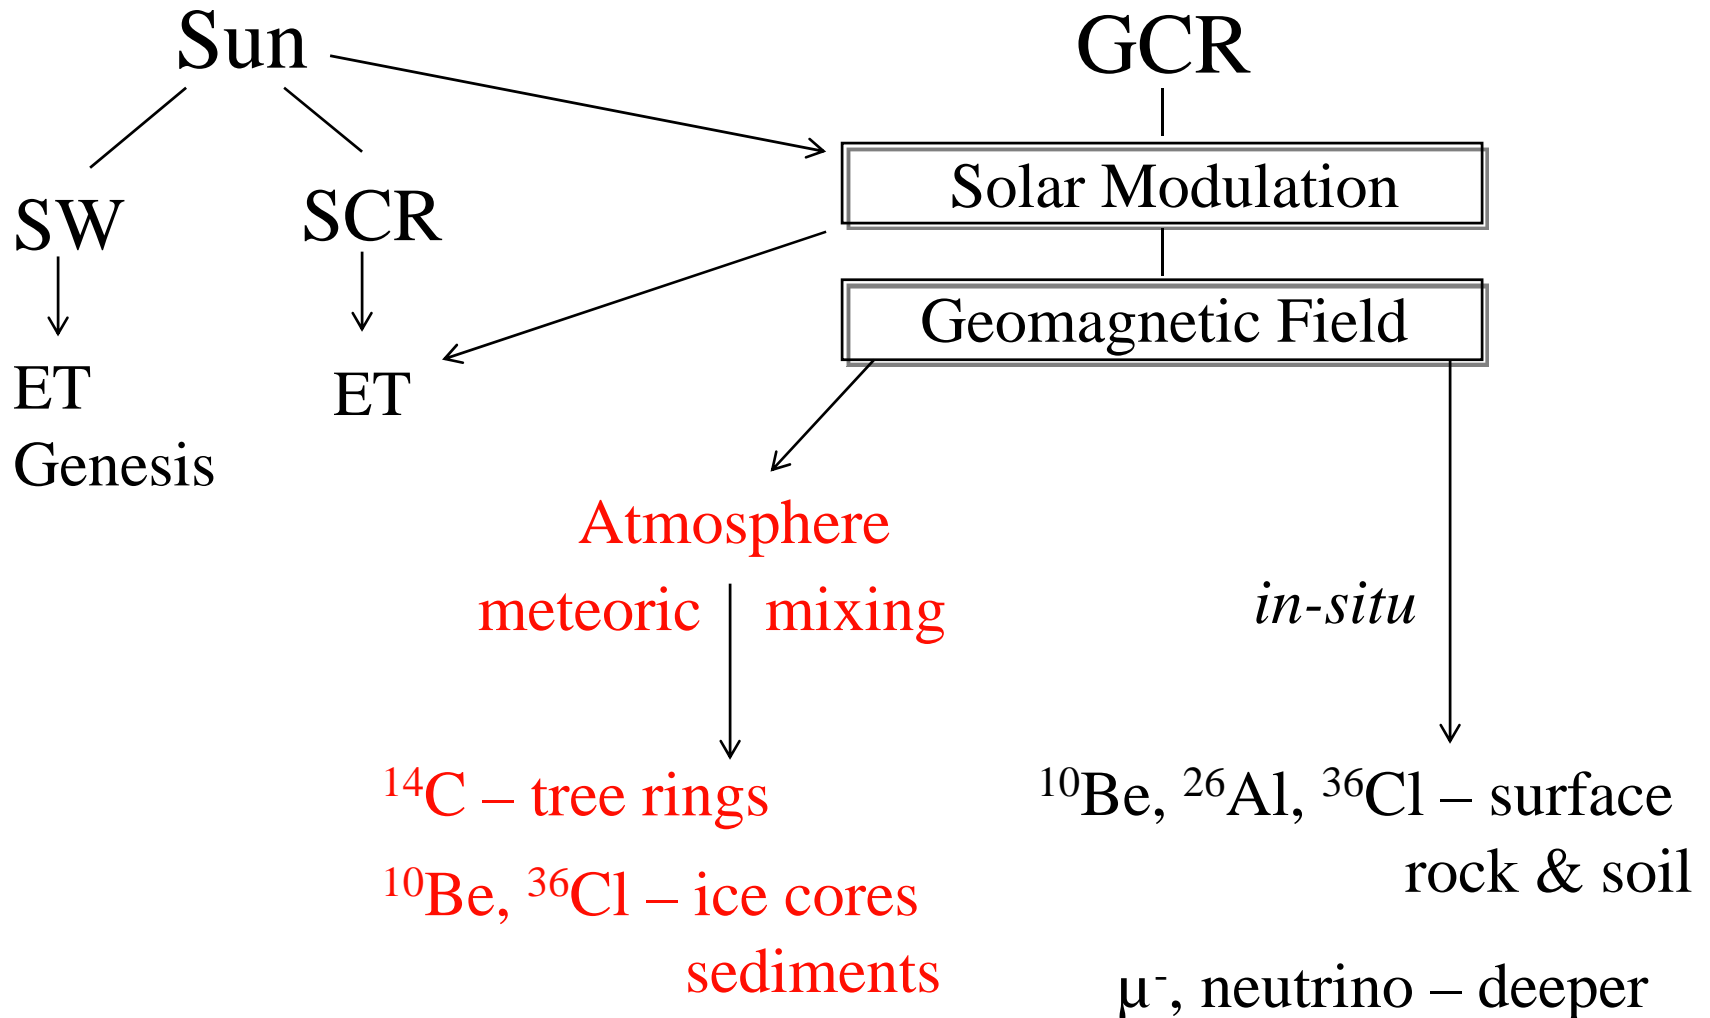 Sun
GCR
Solar Modulation
SW
SCR
Geomagnetic Field
ET
ET
Genesis
Atmosphere
meteoric mixing
in-situ
¹⁴C – tree rings
¹⁰Be, ²⁶Al, ³⁶Cl – surface
rock & soil
¹⁰Be, ³⁶Cl – ice cores
sediments
μ⁻, neutrino – deeper